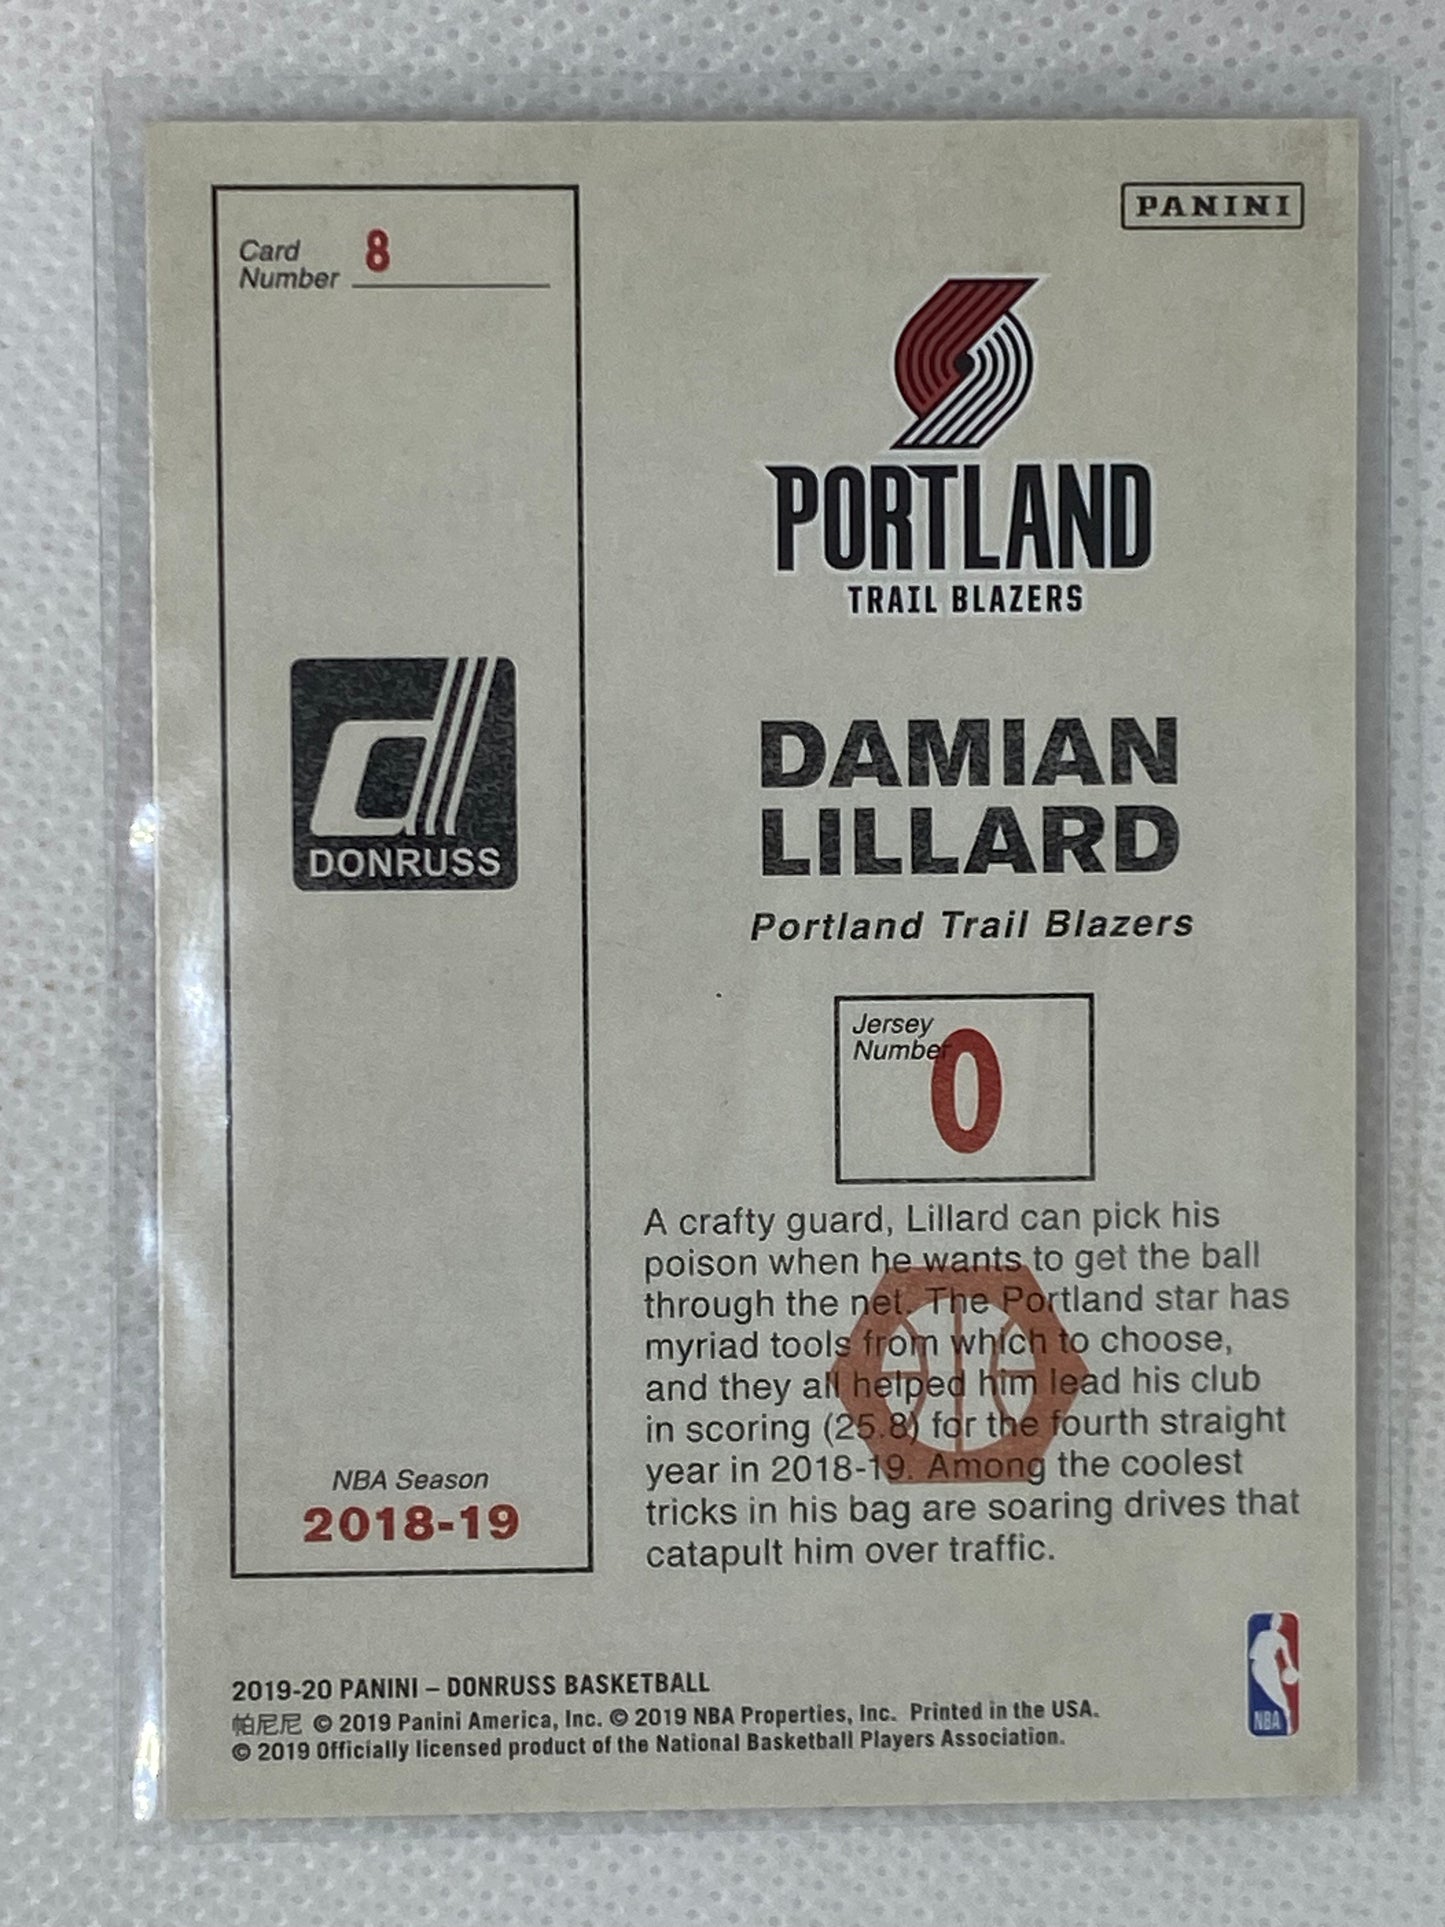 PANINI
Card
Number 8
PORTLAND
TRAIL BLAZERS
DONRUSS
DAMIAN
LILLARD
Portland Trail Blazers
Jersey
Number 0
A crafty guard, Lillard can pick his
poison when he wants to get the ball
through the net. The Portland star has
myriad tools from which to choose,
and they all helped him lead his club
in scoring (25.8) for the fourth straight
year in 2018-19. Among the coolest
tricks in his bag are soaring drives that
catapult him over traffic.
NBA Season
2018-19
2019-20 PANINI – DONRUSS BASKETBALL
帕尼尼 © 2019 Panini America, Inc. © 2019 NBA Properties, Inc. Printed in the USA.
© 2019 Officially licensed product of the National Basketball Players Association.
NBA